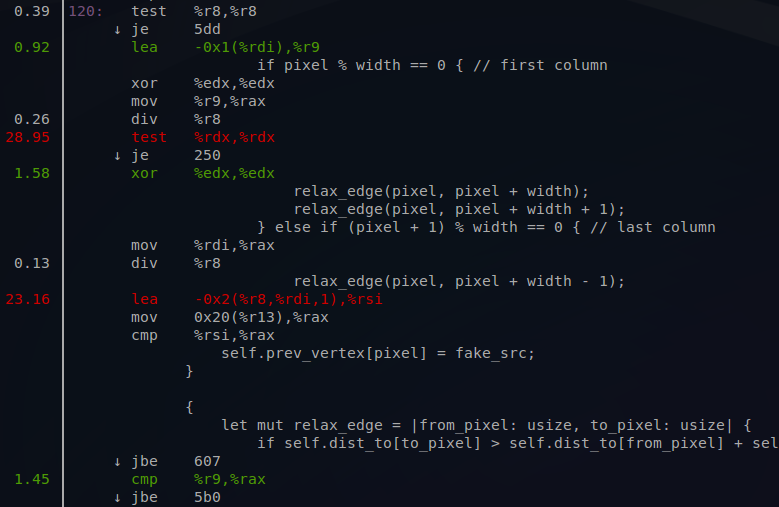 0.39 120: test %r8,%r8
↓ je 5dd
0.92 lea -0x1(%rdi),%r9
if pixel % width == 0 { // first column
xor %edx,%edx
mov %r9,%rax
0.26 div %r8
28.95 test %rdx,%rdx
↓ je 250
1.58 xor %edx,%edx
relax_edge(pixel, pixel + width);
relax_edge(pixel, pixel + width + 1);
} else if (pixel + 1) % width == 0 { // last column
mov %rdi,%rax
0.13 div %r8
relax_edge(pixel, pixel + width - 1);
23.16 lea -0x2(%r8,%rdi,1),%rsi
mov 0x20(%r13),%rax
cmp %rsi,%rax
self.prev_vertex[pixel] = fake_src;
}
{
let mut relax_edge = |from_pixel: usize, to_pixel: usize| {
if self.dist_to[to_pixel] > self.dist_to[from_pixel] + sel
↓ jbe 607
1.45 cmp %r9,%rax
↓ jbe 5b0